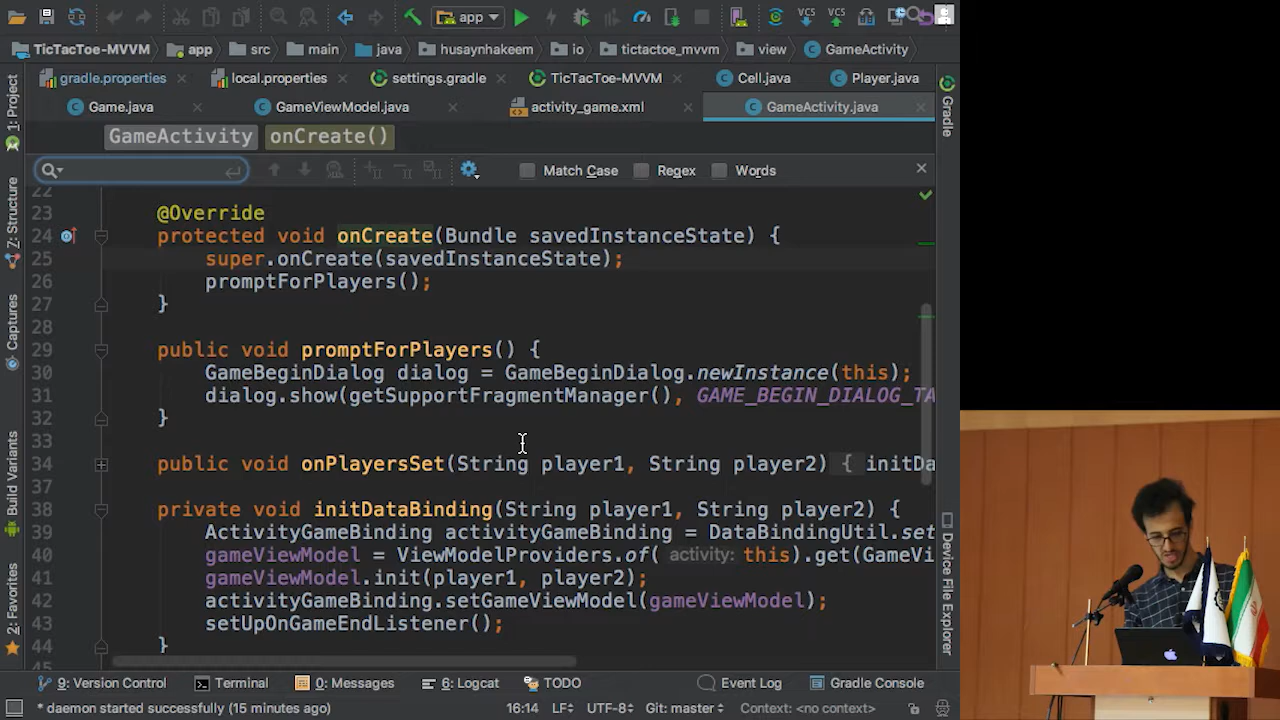 app
VCS VCS
TicTacToe-MVVM app src main java husaynhakeem io tictactoe_mvvm view GameActivity
gradle.properties local.properties settings.gradle TicTacToe-MVVM Cell.java Player.java
Game.java GameViewModel.java activity_game.xml GameActivity.java
GameActivity onCreate()
Match Case Regex Words
22
23 @Override
24 protected void onCreate(Bundle savedInstanceState) {
25 super.onCreate(savedInstanceState);
26 promptForPlayers();
27 }
28
29 public void promptForPlayers() {
30 GameBeginDialog dialog = GameBeginDialog.newInstance(this);
31 dialog.show(getSupportFragmentManager(), GAME_BEGIN_DIALOG_TA
32 }
33
34 public void onPlayersSet(String player1, String player2) { initDa
37
38 private void initDataBinding(String player1, String player2) {
39 ActivityGameBinding activityGameBinding = DataBindingUtil.set
40 gameViewModel = ViewModelProviders.of( activity: this).get(GameVi
41 gameViewModel.init(player1, player2);
42 activityGameBinding.setGameViewModel(gameViewModel);
43 setUpOnGameEndListener();
44 }
45
1: Project
7: Structure
Captures
Build Variants
2: Favorites
Gradle
Device File Explorer
9: Version Control Terminal 0: Messages 6: Logcat TODO Event Log Gradle Console
* daemon started successfully (15 minutes ago) 16:14 LF÷ UTF-8÷ Git: master÷ Context: <no context>